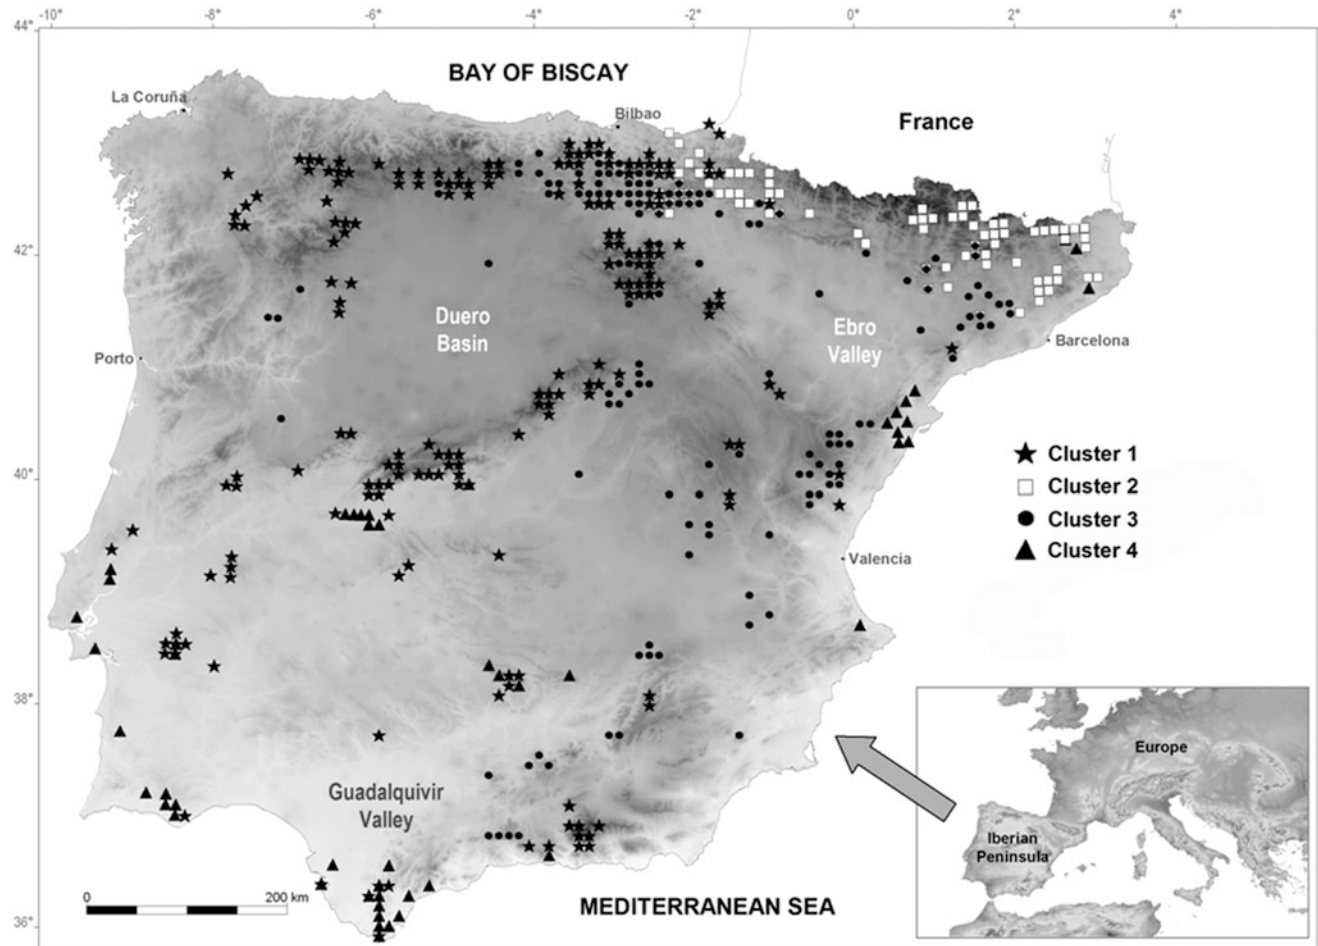 -10° -8° -6° -4° -2° 0° 2° 4°
44°
BAY OF BISCAY
La Coruña
Bilbao
France
42°
Duero
Basin
Ebro
Valley
Porto
Barcelona
Cluster 1
40°
Cluster 2
Cluster 3
Cluster 4
Valencia
38°
Europe
Guadalquivir
Valley
Iberian
Peninsula
0 200 km
MEDITERRANEAN SEA
36°